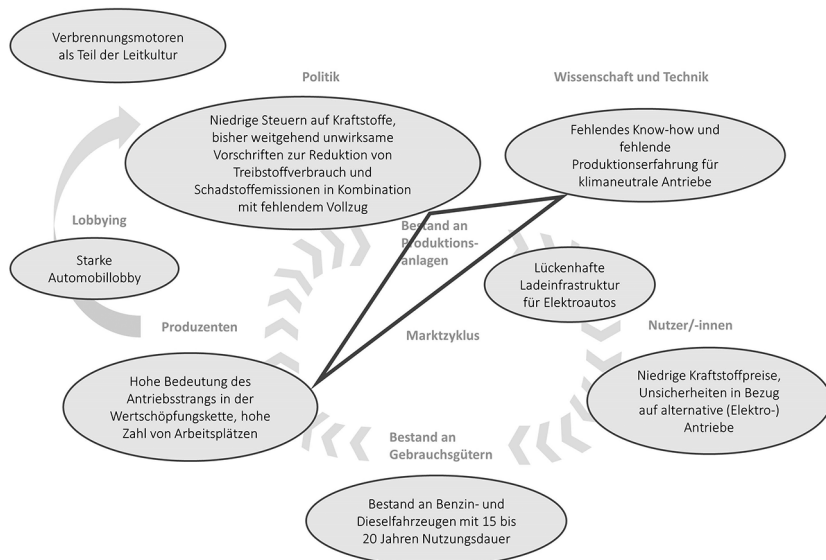 Verbrennungsmotoren
als Teil der Leitkultur
Politik
Wissenschaft und Technik
Niedrige Steuern auf Kraftstoffe,
bisher weitgehend unwirksame
Vorschriften zur Reduktion von
Treibstoffverbrauch und
Schadstoffemissionen in Kombination
mit fehlendem Vollzug
Fehlendes Know-how und
fehlende
Produktionserfahrung für
klimaneutrale Antriebe
Lobbying
Bestand an
Produktions-
anlagen
Starke
Automobillobby
Lückenhafte
Ladeinfrastruktur
für Elektroautos
Produzenten
Marktzyklus
Nutzer/-innen
Hohe Bedeutung des
Antriebsstrangs in der
Wertschöpfungskette, hohe
Zahl von Arbeitsplätzen
Niedrige Kraftstoffpreise,
Unsicherheiten in Bezug
auf alternative (Elektro-)
Antriebe
Bestand an
Gebrauchsgütern
Bestand an Benzin- und
Dieselfahrzeugen mit 15 bis
20 Jahren Nutzungsdauer